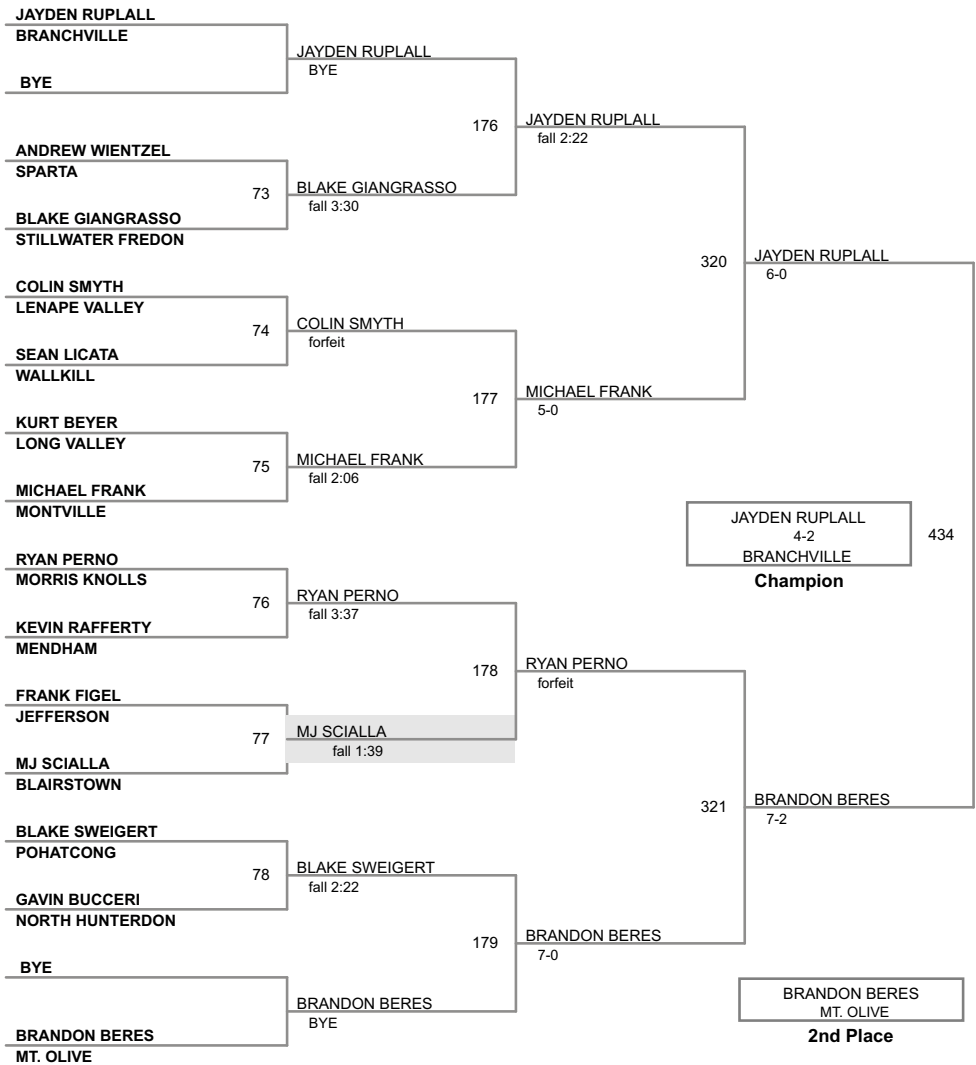 JAYDEN RUPLALL
BRANCHVILLE
JAYDEN RUPLALL
BYE
BYE
176
JAYDEN RUPLALL
fall 2:22
ANDREW WIENTZEL
SPARTA
73
BLAKE GIANGRASSO
fall 3:30
BLAKE GIANGRASSO
STILLWATER FREDON
320
JAYDEN RUPLALL
6-0
COLIN SMYTH
LENAPE VALLEY
74
COLIN SMYTH
forfeit
SEAN LICATA
WALLKILL
177
MICHAEL FRANK
5-0
KURT BEYER
LONG VALLEY
75
MICHAEL FRANK
fall 2:06
MICHAEL FRANK
MONTVILLE
JAYDEN RUPLALL
4-2
BRANCHVILLE
434
Champion
RYAN PERNO
MORRIS KNOLLS
76
RYAN PERNO
fall 3:37
KEVIN RAFFERTY
MENDHAM
178
RYAN PERNO
forfeit
FRANK FIGEL
JEFFERSON
77
MJ SCIALLA
fall 1:39
MJ SCIALLA
BLAIRSTOWN
321
BRANDON BERES
7-2
BLAKE SWEIGERT
POHATCONG
78
BLAKE SWEIGERT
fall 2:22
GAVIN BUCCERI
NORTH HUNTERDON
179
BRANDON BERES
7-0
BYE
BRANDON BERES
BYE
BRANDON BERES
MT. OLIVE
BRANDON BERES
MT. OLIVE
2nd Place